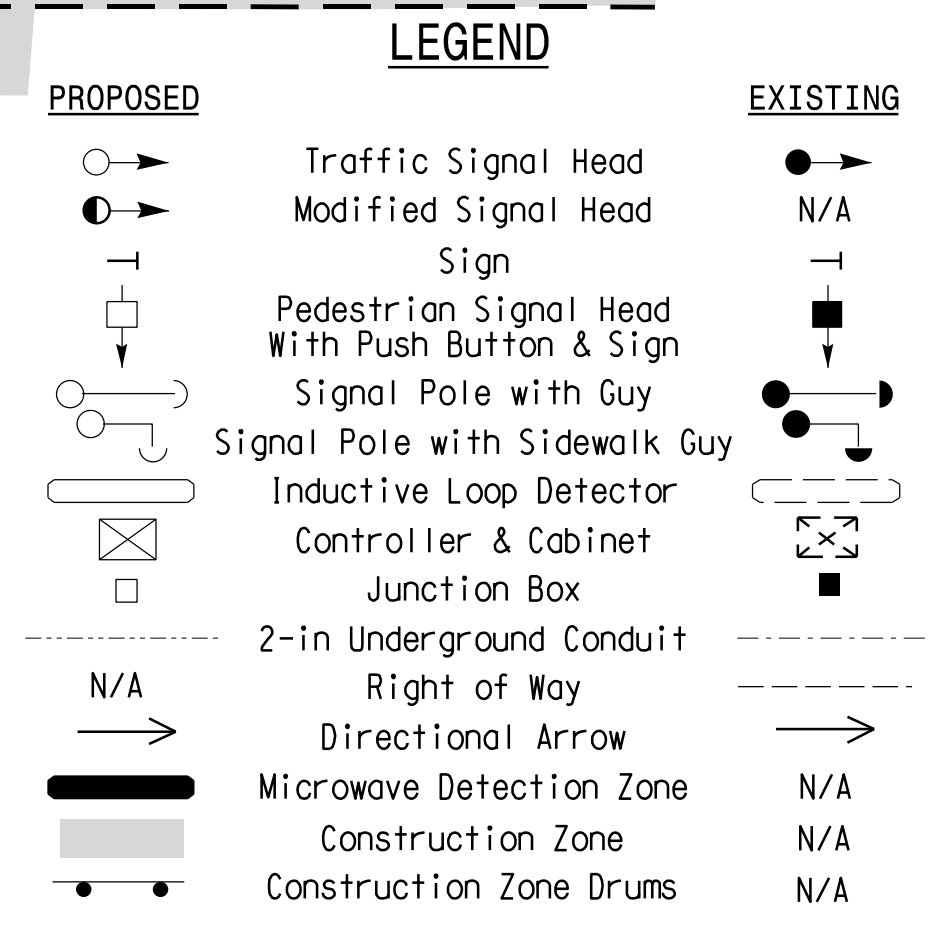 LEGEND
PROPOSED EXISTING
Traffic Signal Head
Modified Signal Head N/A
Sign
Pedestrian Signal Head
With Push Button & Sign
Signal Pole with Guy
Signal Pole with Sidewalk Guy
Inductive Loop Detector
Controller & Cabinet
Junction Box
2-in Underground Conduit
N/A Right of Way
Directional Arrow
Microwave Detection Zone N/A
Construction Zone N/A
Construction Zone Drums N/A